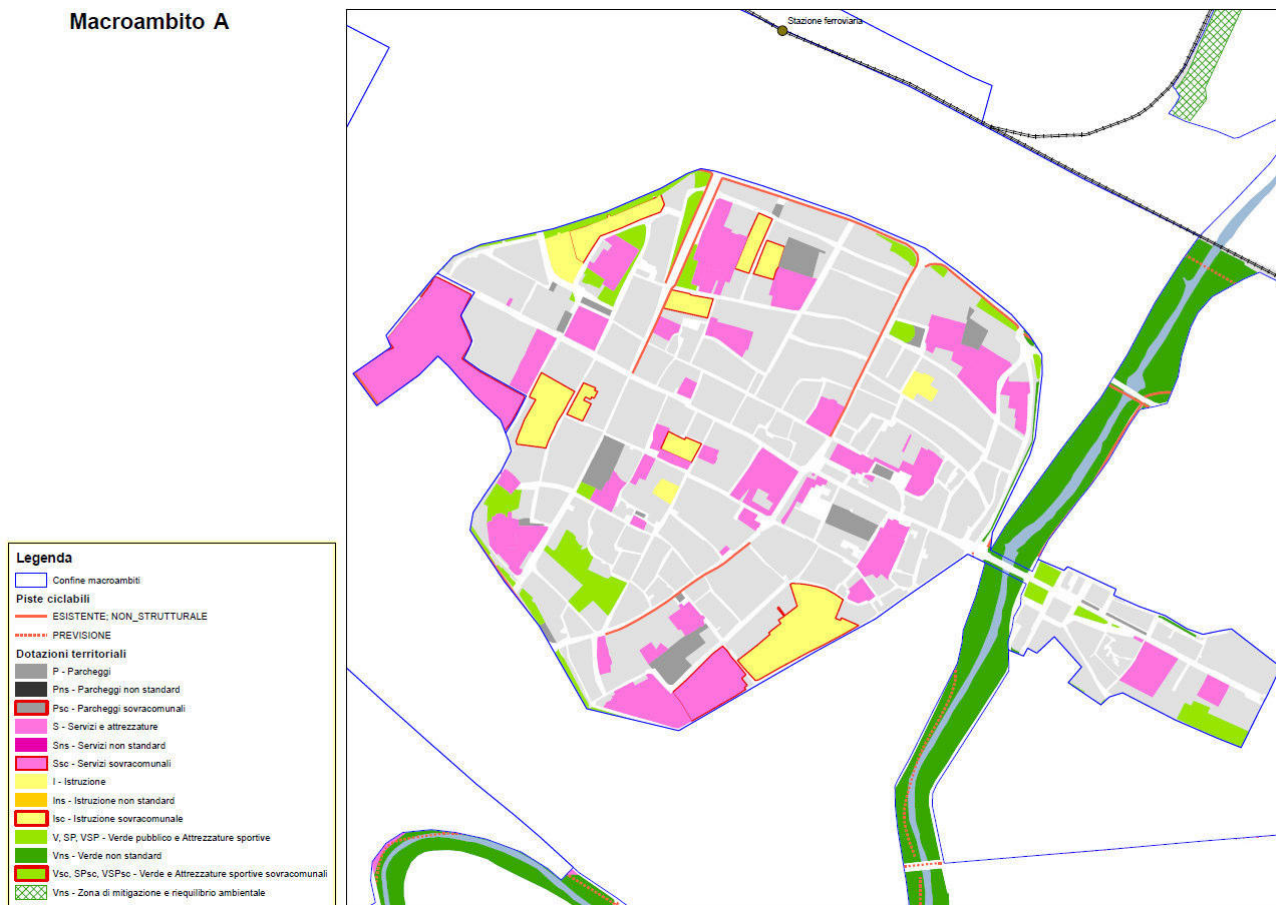 Macroambito A
Stazione ferroviaria
Legenda
Confine macroambiti
Piste ciclabili
ESISTENTE; NON_STRUTTURALE
PREVISIONE
Dotazioni territoriali
P - Parcheggi
Pns - Parcheggi non standard
Psc - Parcheggi sovracomunali
S - Servizi e attrezzature
Sns - Servizi non standard
Ssc - Servizi sovracomunali
I - Istruzione
Ins - Istruzione non standard
Isc - Istruzione sovracomunale
V, SP, VSP - Verde pubblico e Attrezzature sportive
Vns - Verde non standard
Vsc, SPsc, VSPsc - Verde e Attrezzature sportive sovracomunali
Vns - Zona di mitigazione e riequilibrio ambientale